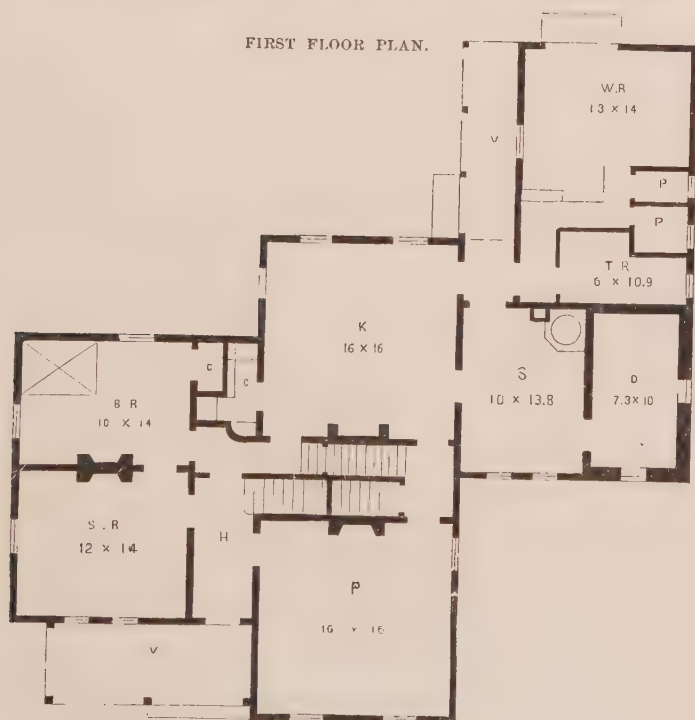 FIRST FLOOR PLAN.
W.R
13 × 14
V
P
P
T R
6 × 10.9
K
16 × 16
C
C
B R
10 × 14
S
10 × 13.8
D
7.3 × 10
S . R
12 × 14
H
P
16 × 16
V